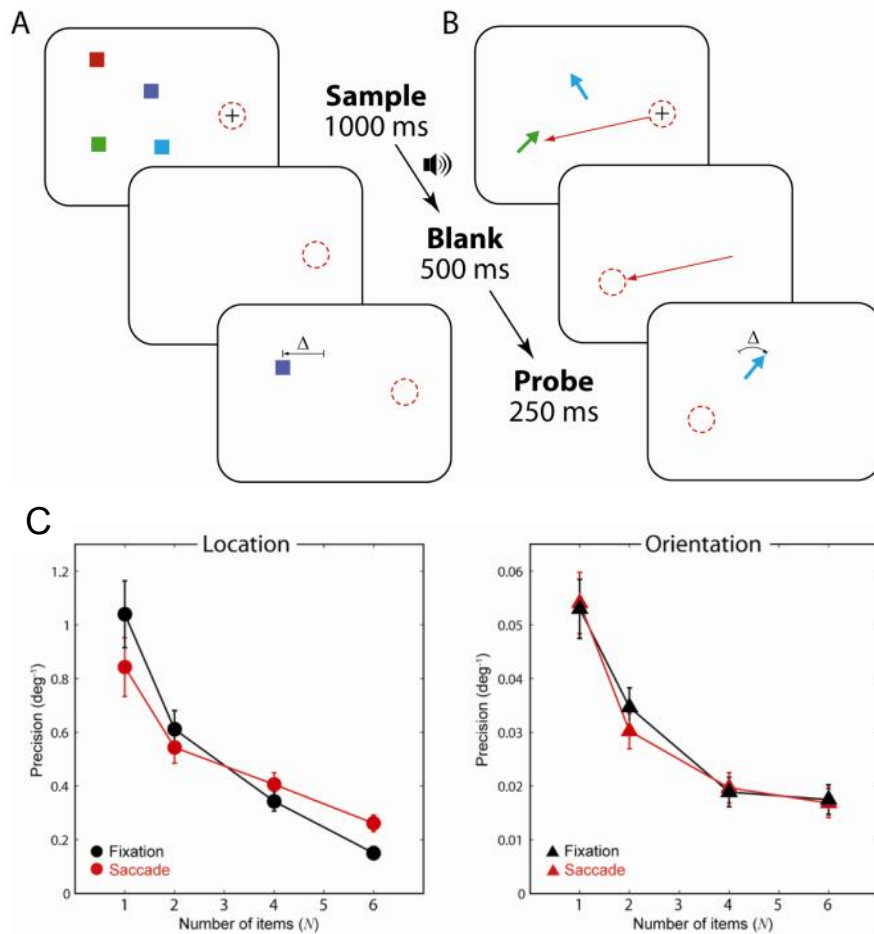 A
B
Sample
1000 ms
Blank
500 ms
Δ
Δ
Probe
250 ms
C
Location
Precision (deg⁻¹)
1.2
1
0.8
0.6
0.4
0.2
0
Fixation
Saccade
1 2 3 4 5 6
Number of items (N)
Orientation
Precision (deg⁻¹)
0.06
0.05
0.04
0.03
0.02
0.01
0
Fixation
Saccade
1 2 3 4 5 6
Number of items (N)